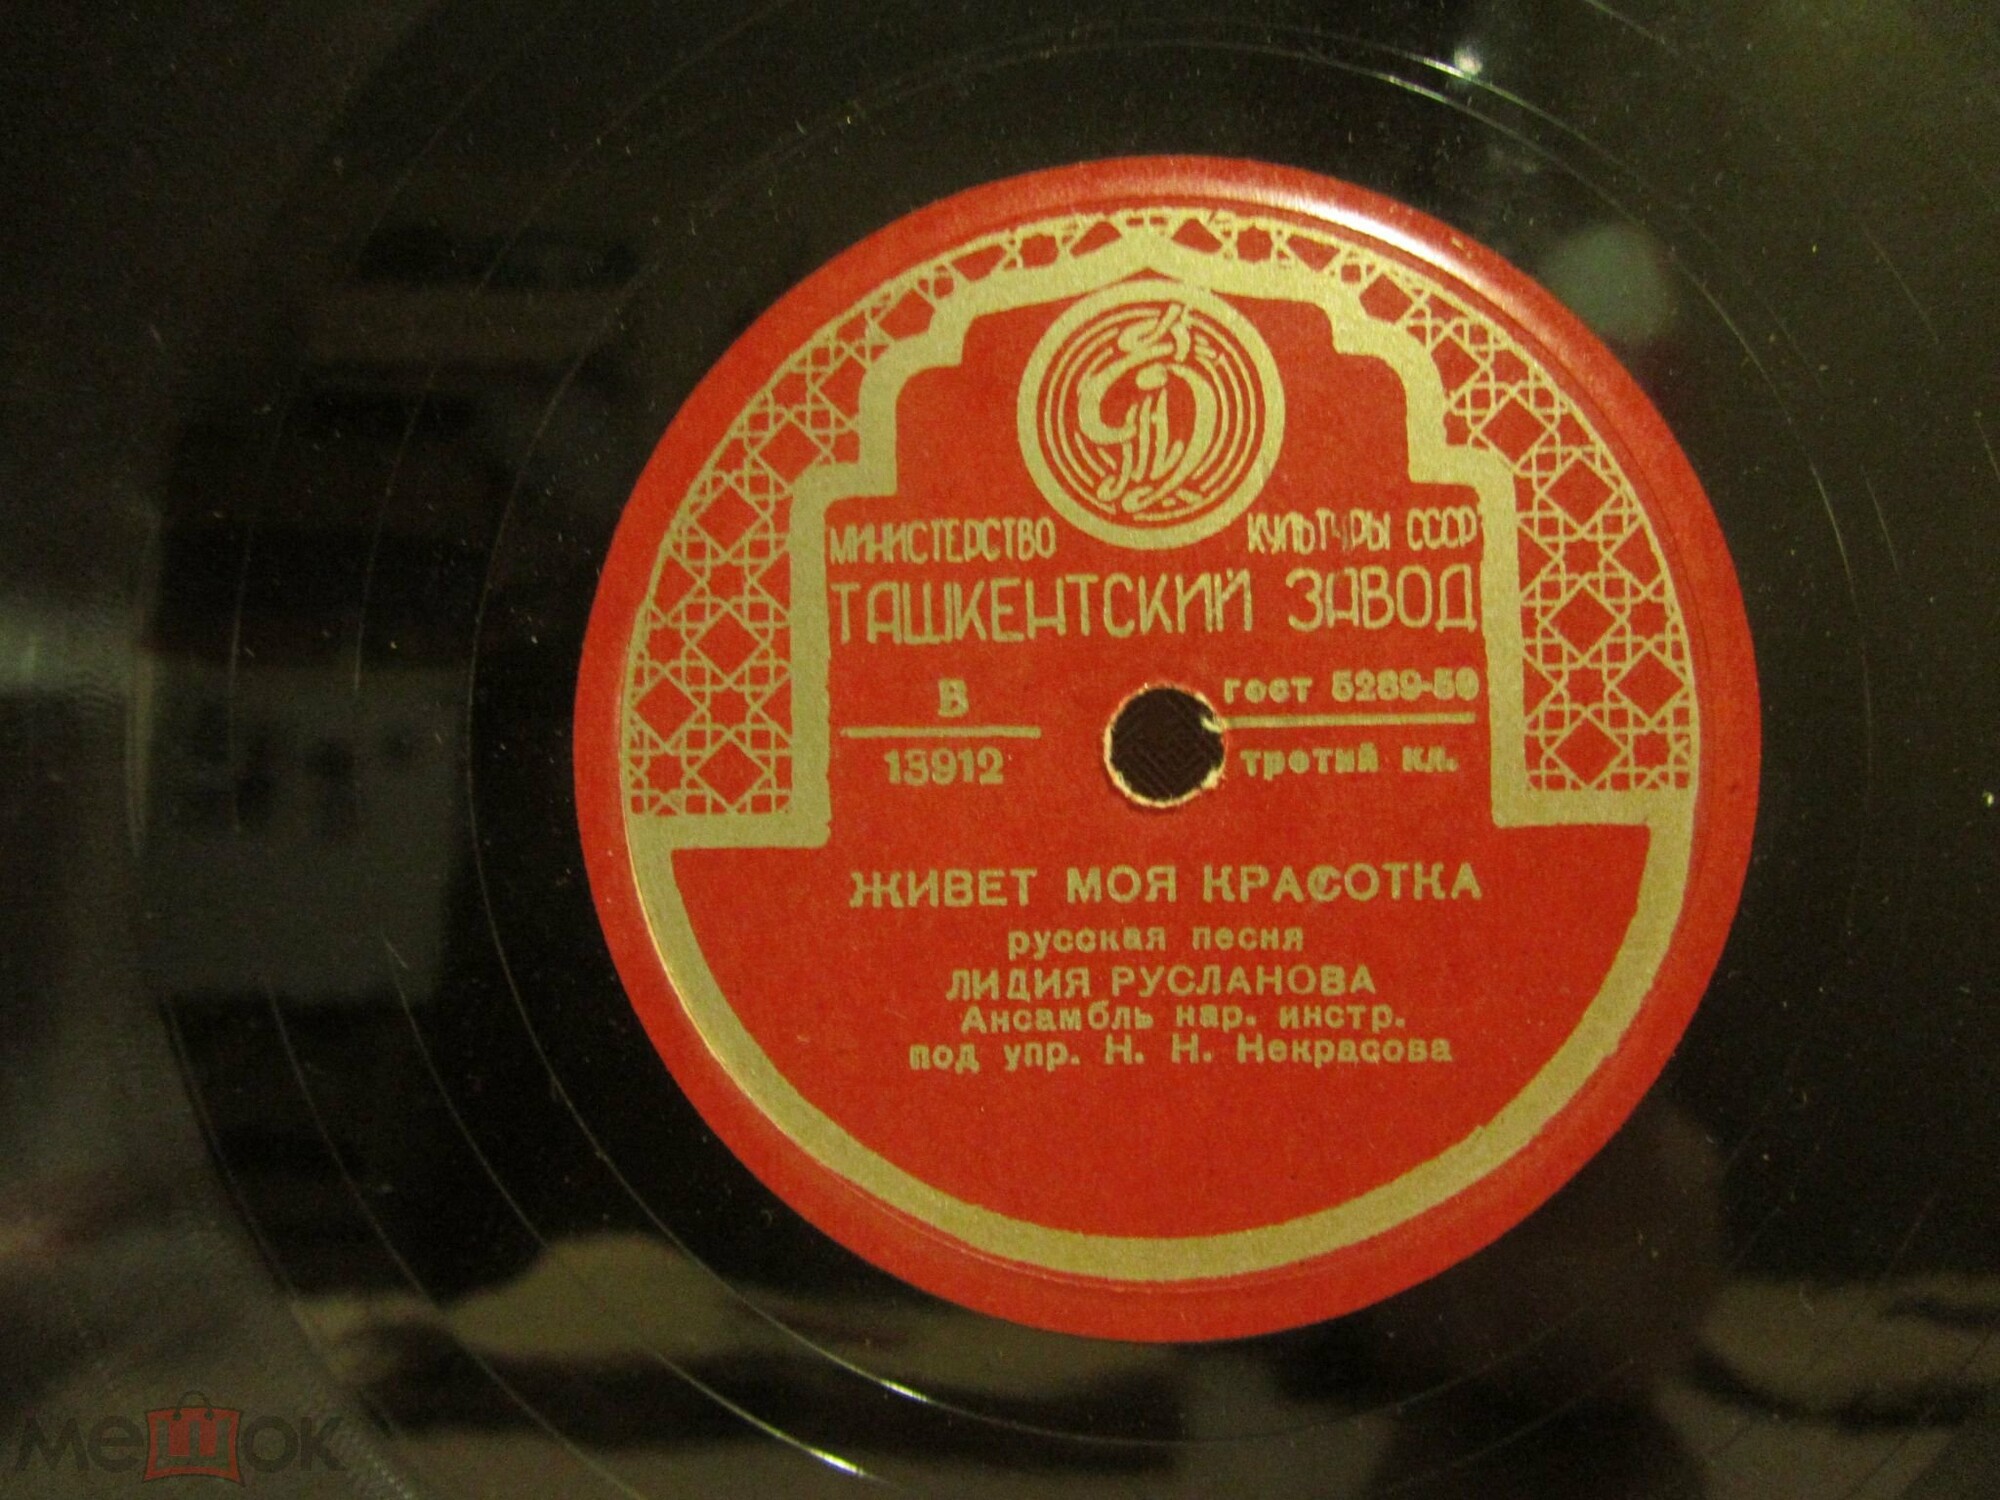 МИНИСТЕРСТВО КУЛЬТУРЫ СССР
ТАШКЕНТСКИЙ ЗАВОД
В
13912
ГОСТ 5289-50
третий кл.
ЖИВЕТ МОЯ КРАСОТКА
русская песня
ЛИДИЯ РУСЛАНОВА
Ансамбль нар. инстр.
под упр. Н. Н. Некрасова
мешок